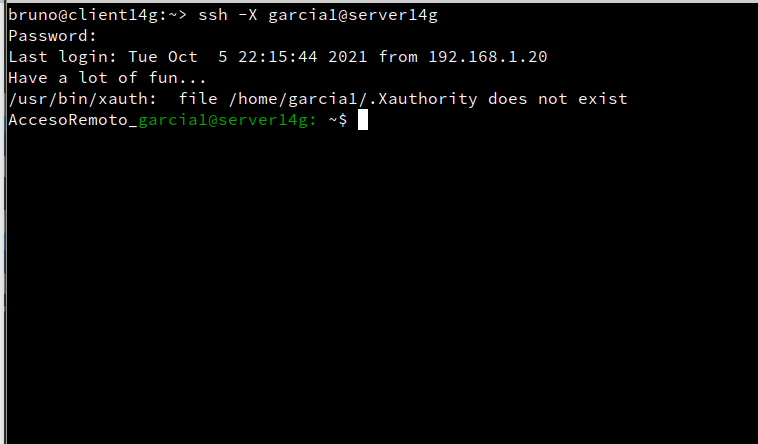 bruno@client14g:~> ssh -X garcia1@server14g
Password:
Last login: Tue Oct  5 22:15:44 2021 from 192.168.1.20
Have a lot of fun...
/usr/bin/xauth:  file /home/garcia1/.Xauthority does not exist
AccesoRemoto_garcia1@server14g: ~$